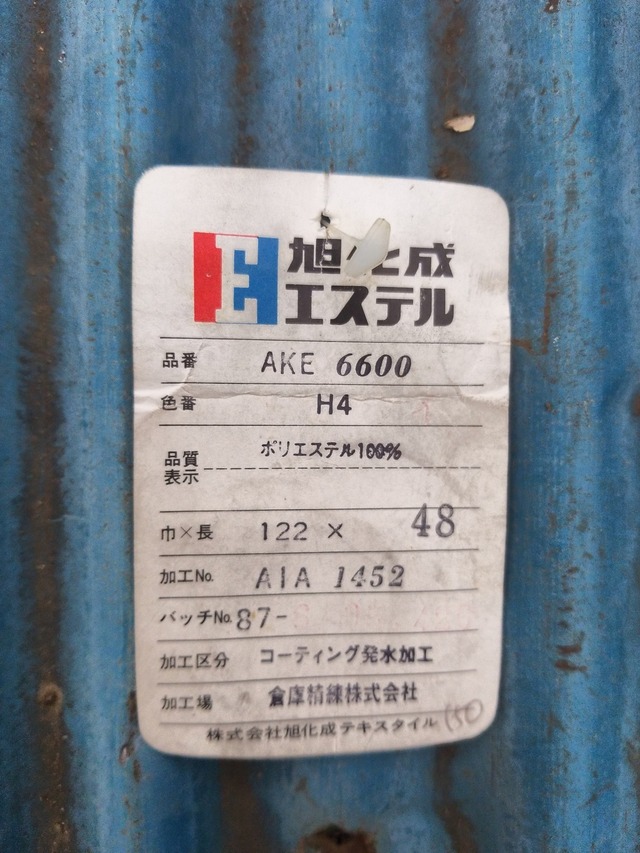 E 旭化成
エステル
品番 AKE 6600
色番 H4
品質 ポリエステル100%
表示
巾×長 122 × 48
加工No. AIA 1452
バッチNo. 87-
加工区分 コーティング発水加工
加工場 倉庫精練株式会社
株式会社旭化成テキスタイル 150